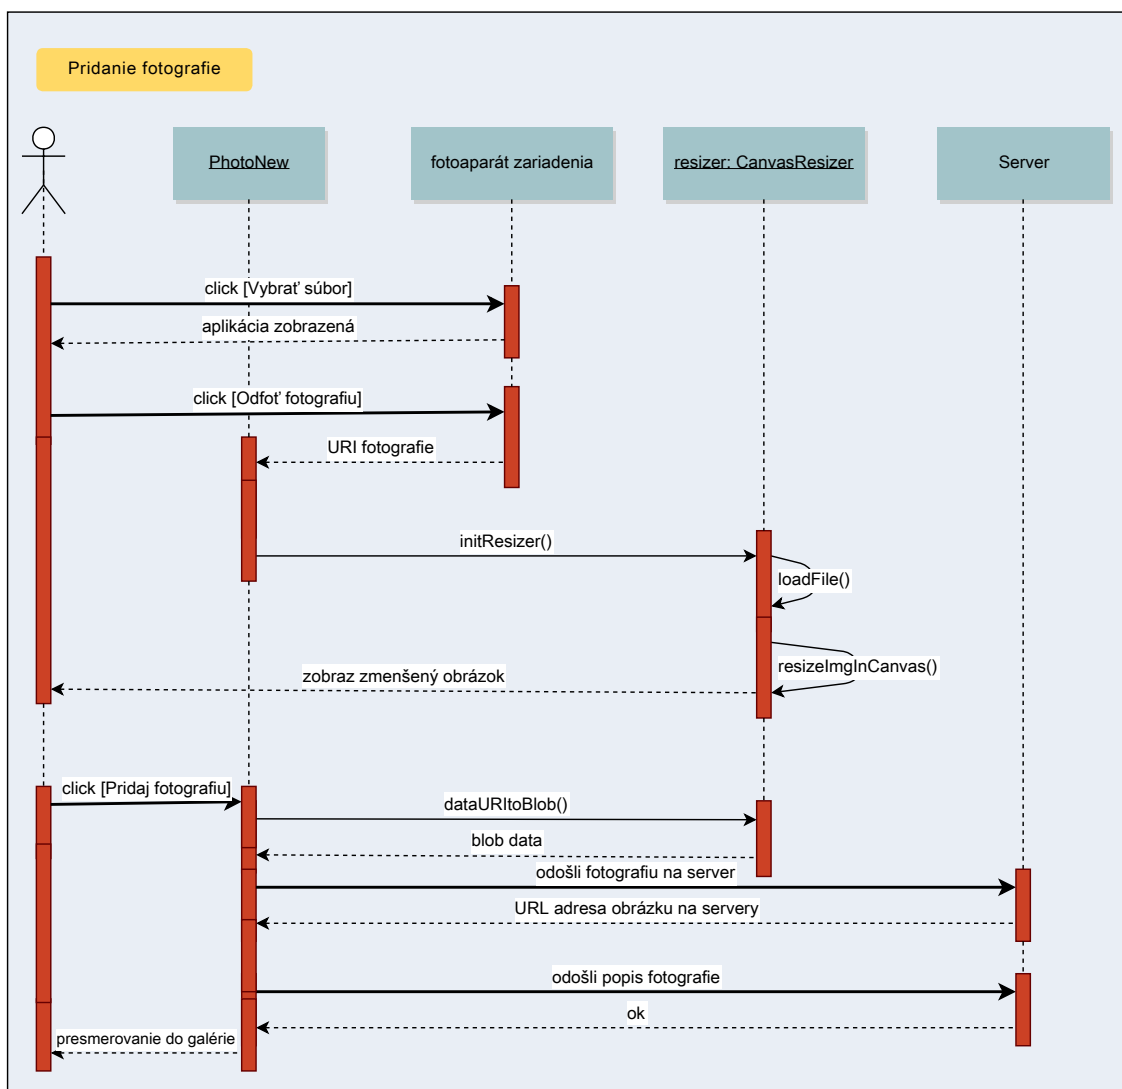 Pridanie fotografie
PhotoNew
fotoaparát zariadenia
resizer: CanvasResizer
Server
click [Vybrať súbor]
aplikácia zobrazená
click [Odfoť fotografiu]
URI fotografie
initResizer()
loadFile()
resizeImgInCanvas()
zobraz zmenšený obrázok
click [Pridaj fotografiu]
dataURItoBlob()
blob data
odošli fotografiu na server
URL adresa obrázku na servery
odošli popis fotografie
ok
presmerovanie do galérie